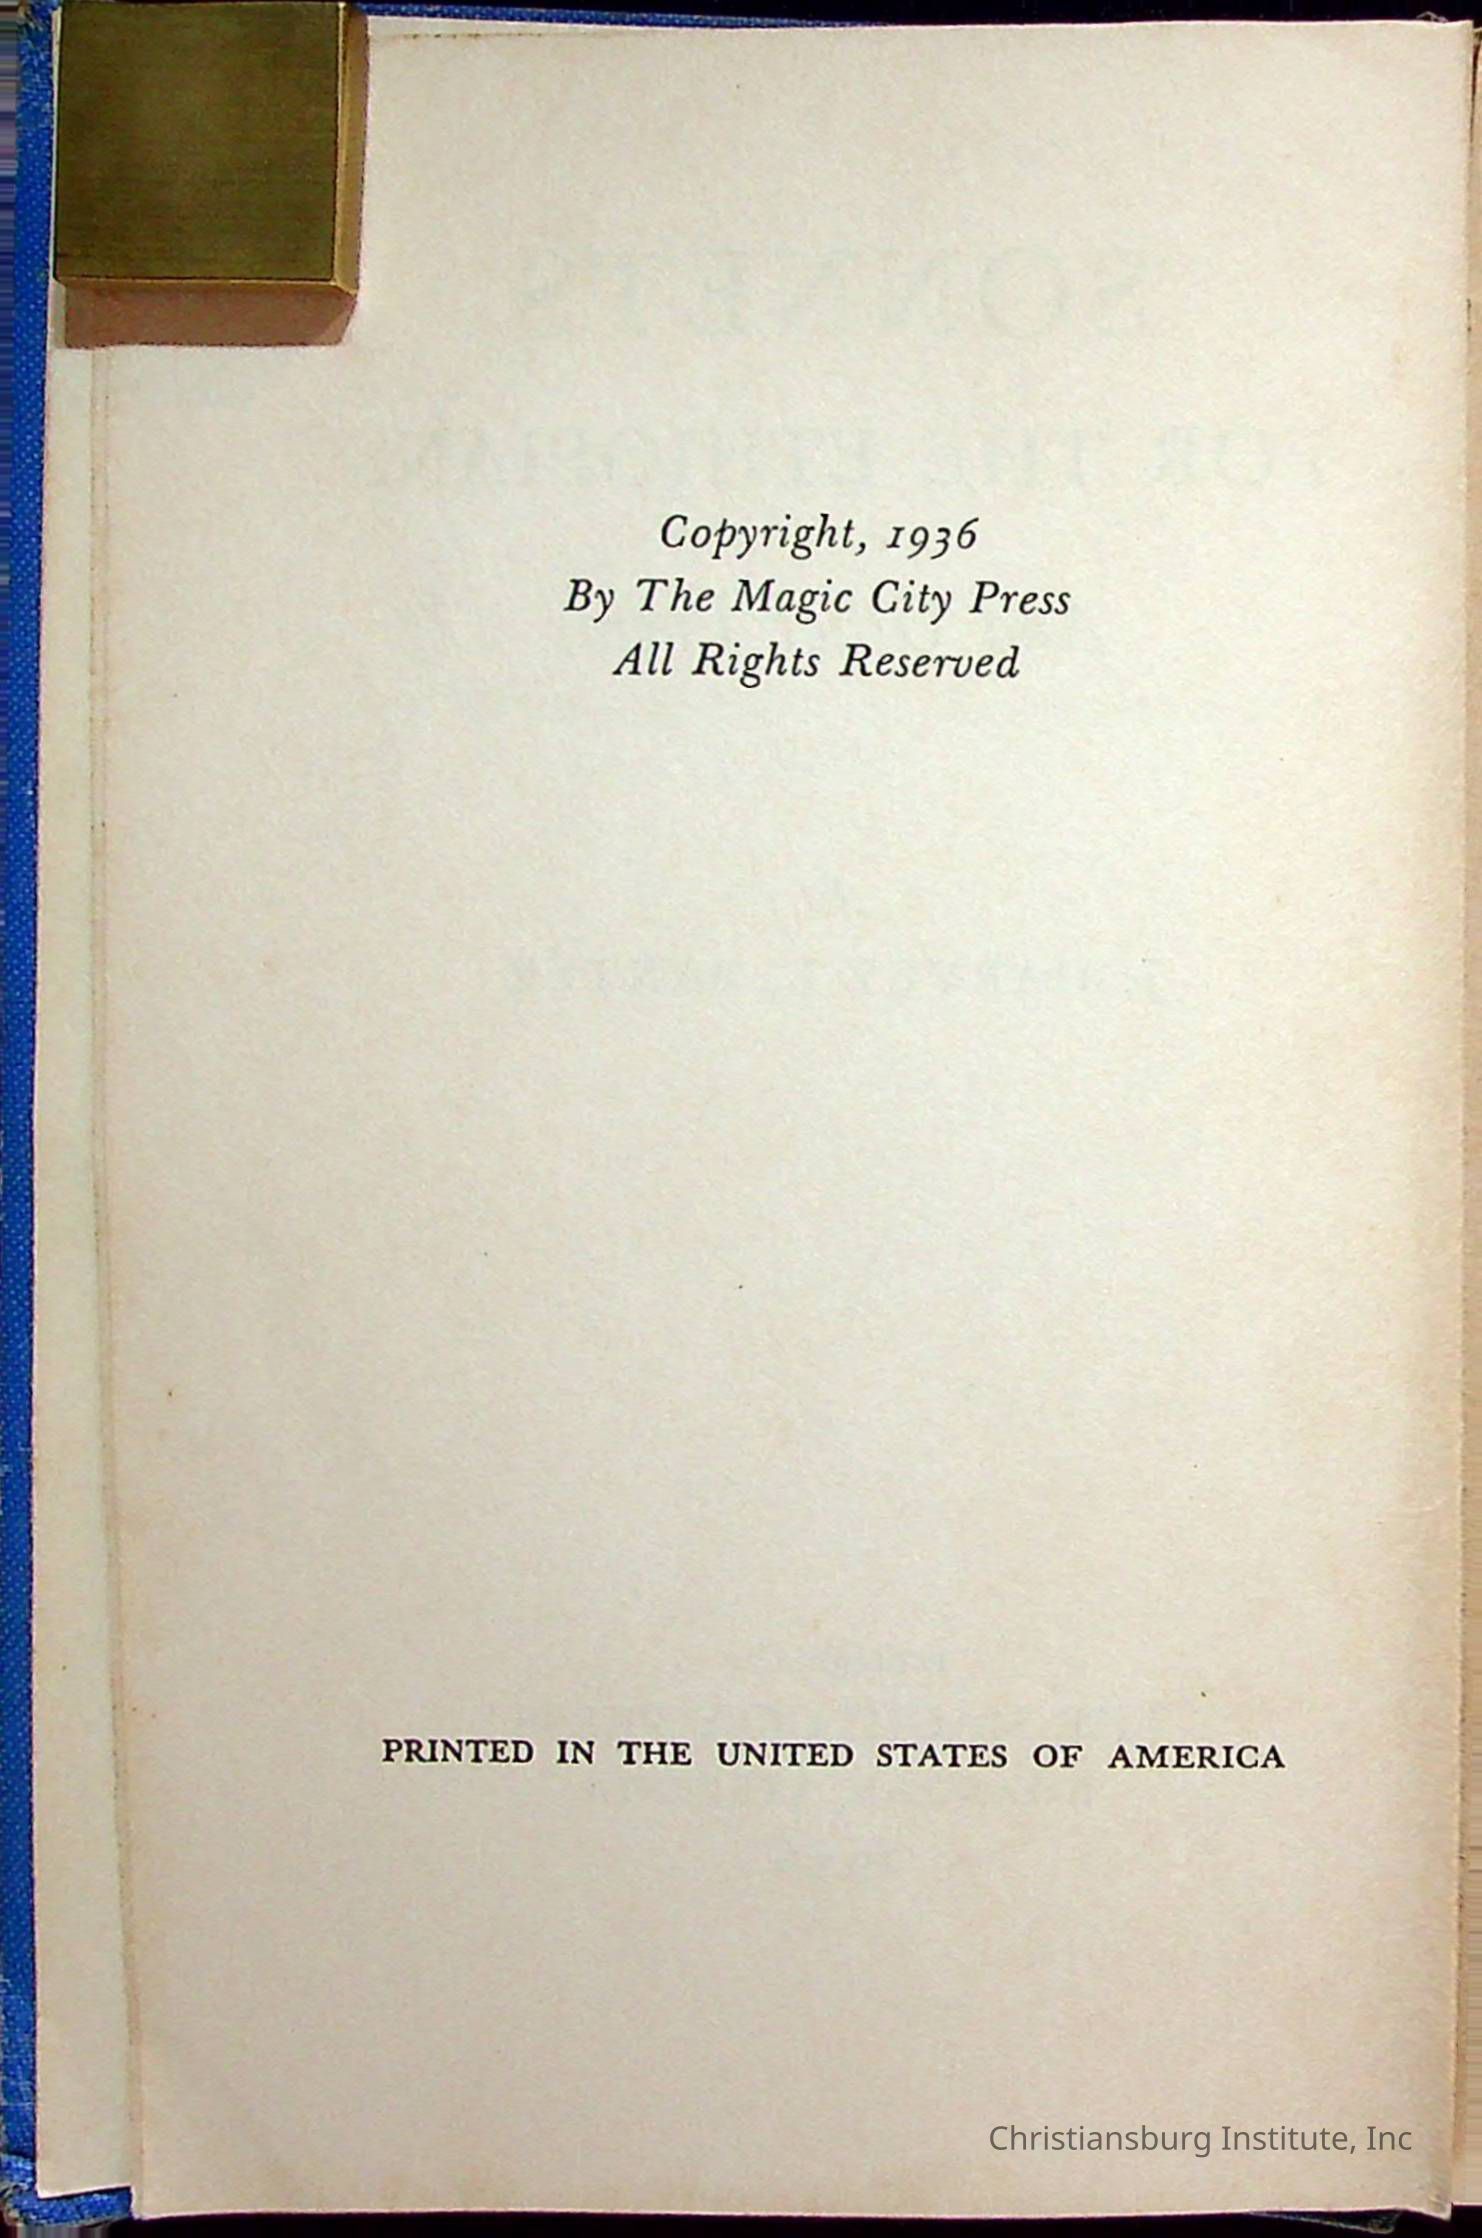 Copyright, 1936
By The Magic City Press
All Rights Reserved
PRINTED IN THE UNITED STATES OF AMERICA
Christiansburg Institute, Inc